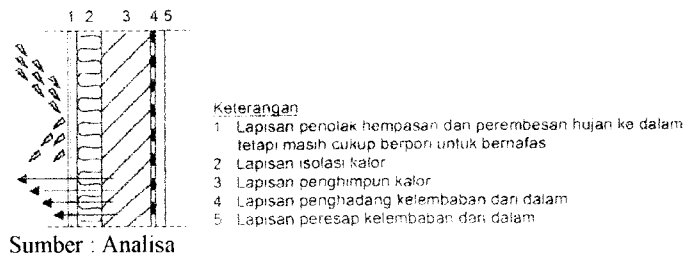 1 2 3 4 5
Keterangan
1 Lapisan penolak hempasan dan perembesan hujan ke dalam
tetapi masih cukup berpori untuk bernafas
2 Lapisan isolasi kalor
3 Lapisan penghimpun kalor
4 Lapisan penghadang kelembaban dari dalam
5 Lapisan peresap kelembaban dari dalam
Sumber : Analisa